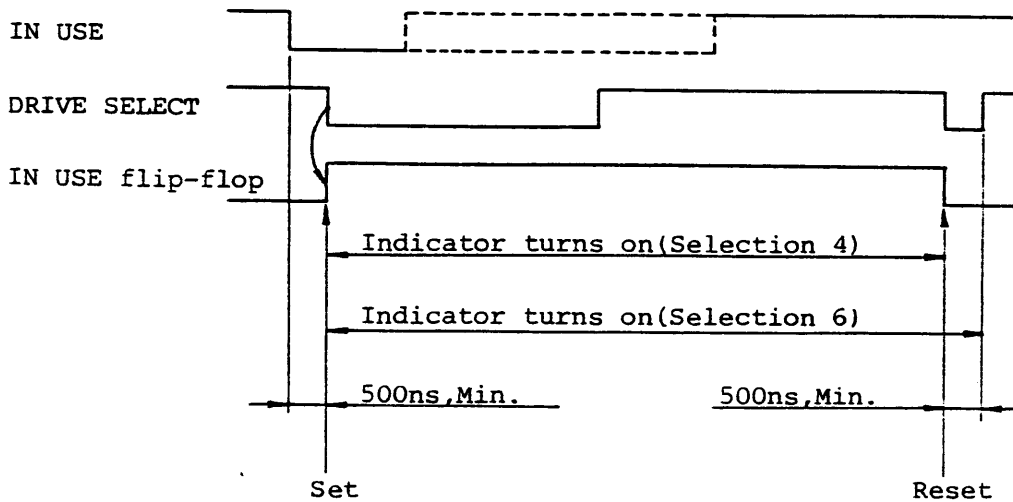 IN USE
DRIVE SELECT
IN USE flip-flop
Indicator turns on(Selection 4)
Indicator turns on(Selection 6)
500ns,Min.
500ns,Min.
Set
Reset